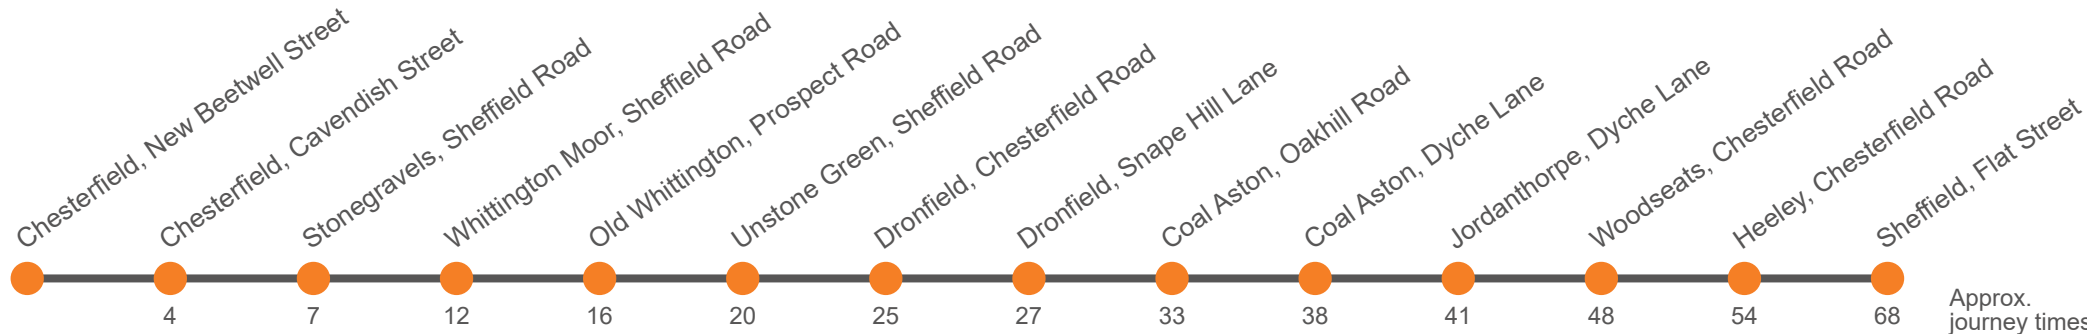 Chesterfield, New Beetwell Street
Chesterfield, Cavendish Street
Stonegravels, Sheffield Road
Whittington Moor, Sheffield Road
Old Whittington, Prospect Road
Unstone Green, Sheffield Road
Dronfield, Chesterfield Road
Dronfield, Snape Hill Lane
Coal Aston, Oakhill Road
Coal Aston, Dyche Lane
Jordanthorpe, Dyche Lane
Woodseats, Chesterfield Road
Heeley, Chesterfield Road
Sheffield, Flat Street
4 7 12 16 20 25 27 33 38 41 48 54 68
Approx.
journey times